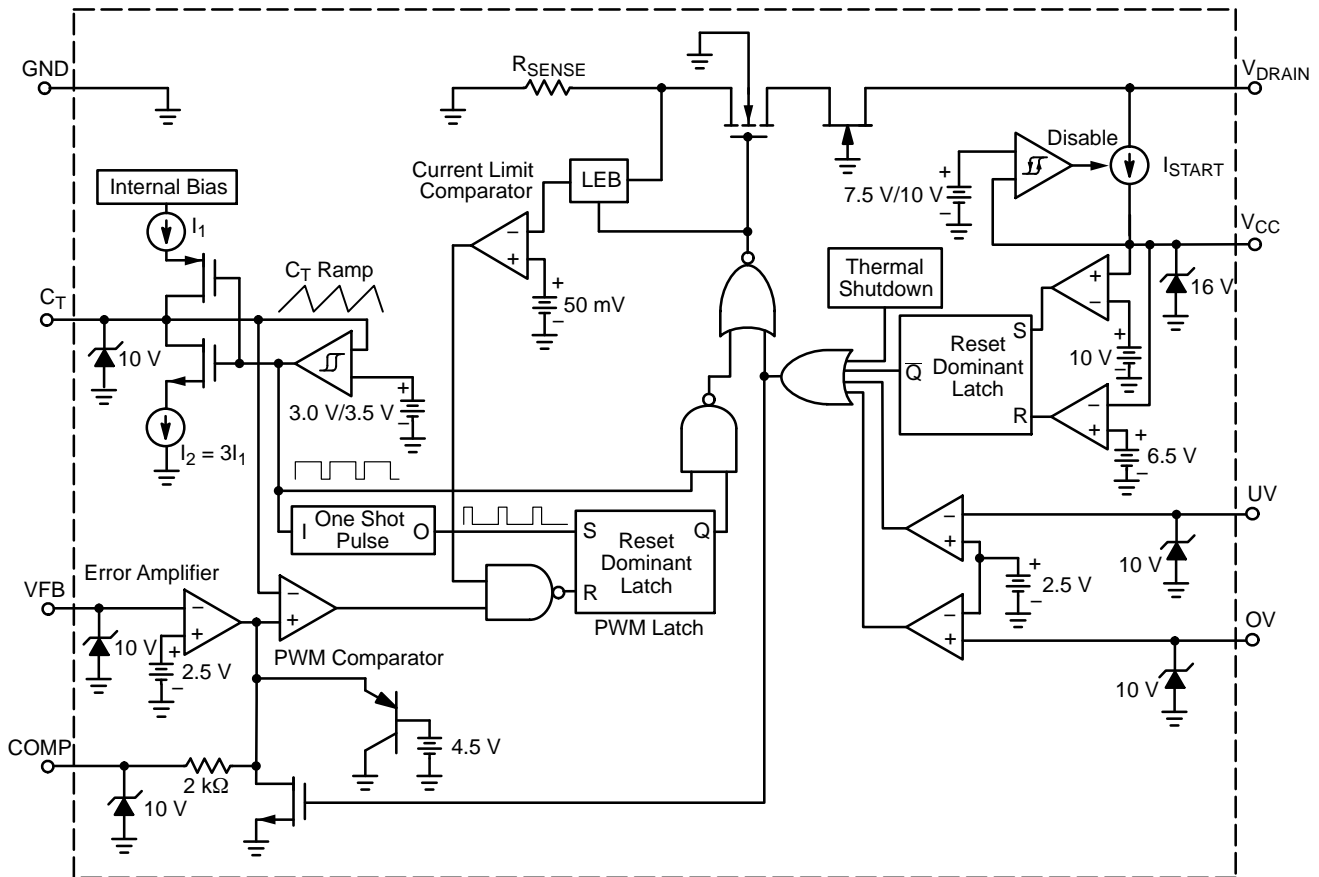 GND
R_SENSE
V_DRAIN
Disable
I_START
7.5 V/10 V
+
−
Current Limit
Comparator
LEB
Internal Bias
I_1
V_CC
C_T Ramp
−
+
+
50 mV
−
Thermal
Shutdown
+
−
16 V
C_T
10 V
3.0 V/3.5 V
+
−
S
Reset
Dominant
Latch
Q̅
R
+
10 V
−
−
+
+
6.5 V
−
I_2 = 3I_1
UV
I
One Shot
Pulse
O
S
Q
Reset
Dominant
Latch
R
PWM Latch
−
+
+
2.5 V
−
10 V
VFB
Error Amplifier
−
+
−
+
10 V
+
2.5 V
−
PWM Comparator
−
+
OV
10 V
4.5 V
COMP
2 kΩ
10 V